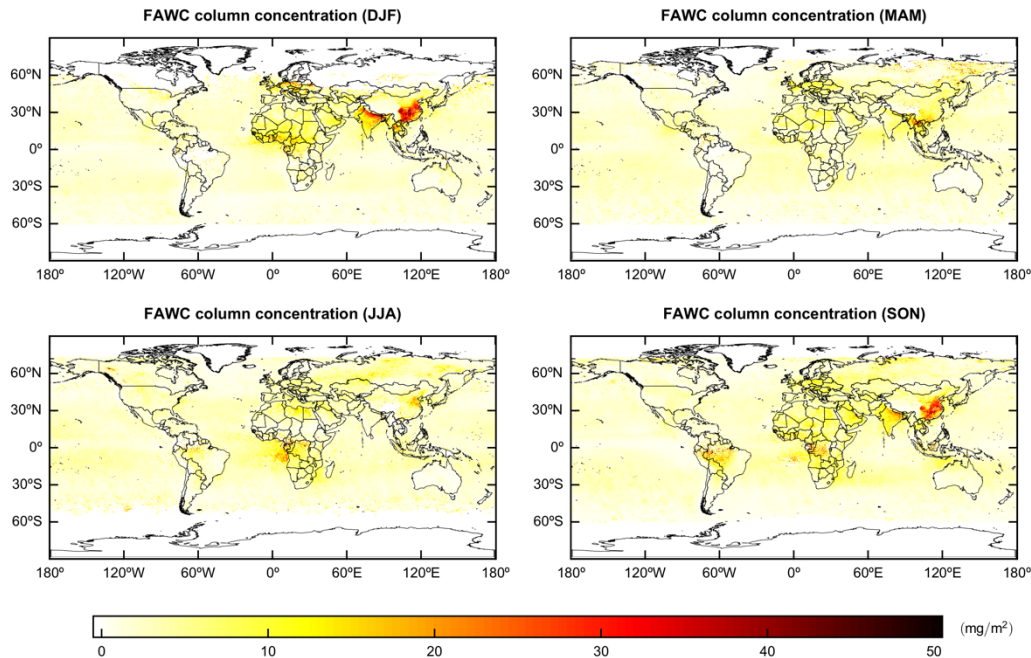 FAWC column concentration (DJF)
FAWC column concentration (MAM)
60ºN
30ºN
0º
30ºS
60ºS
180º 120ºW 60ºW 0º 60ºE 120ºE 180º
60ºN
30ºN
0º
30ºS
60ºS
180º 120ºW 60ºW 0º 60ºE 120ºE 180º
FAWC column concentration (JJA)
FAWC column concentration (SON)
60ºN
30ºN
0º
30ºS
60ºS
180º 120ºW 60ºW 0º 60ºE 120ºE 180º
60ºN
30ºN
0º
30ºS
60ºS
180º 120ºW 60ºW 0º 60ºE 120ºE 180º
(mg/m²)
0 10 20 30 40 50